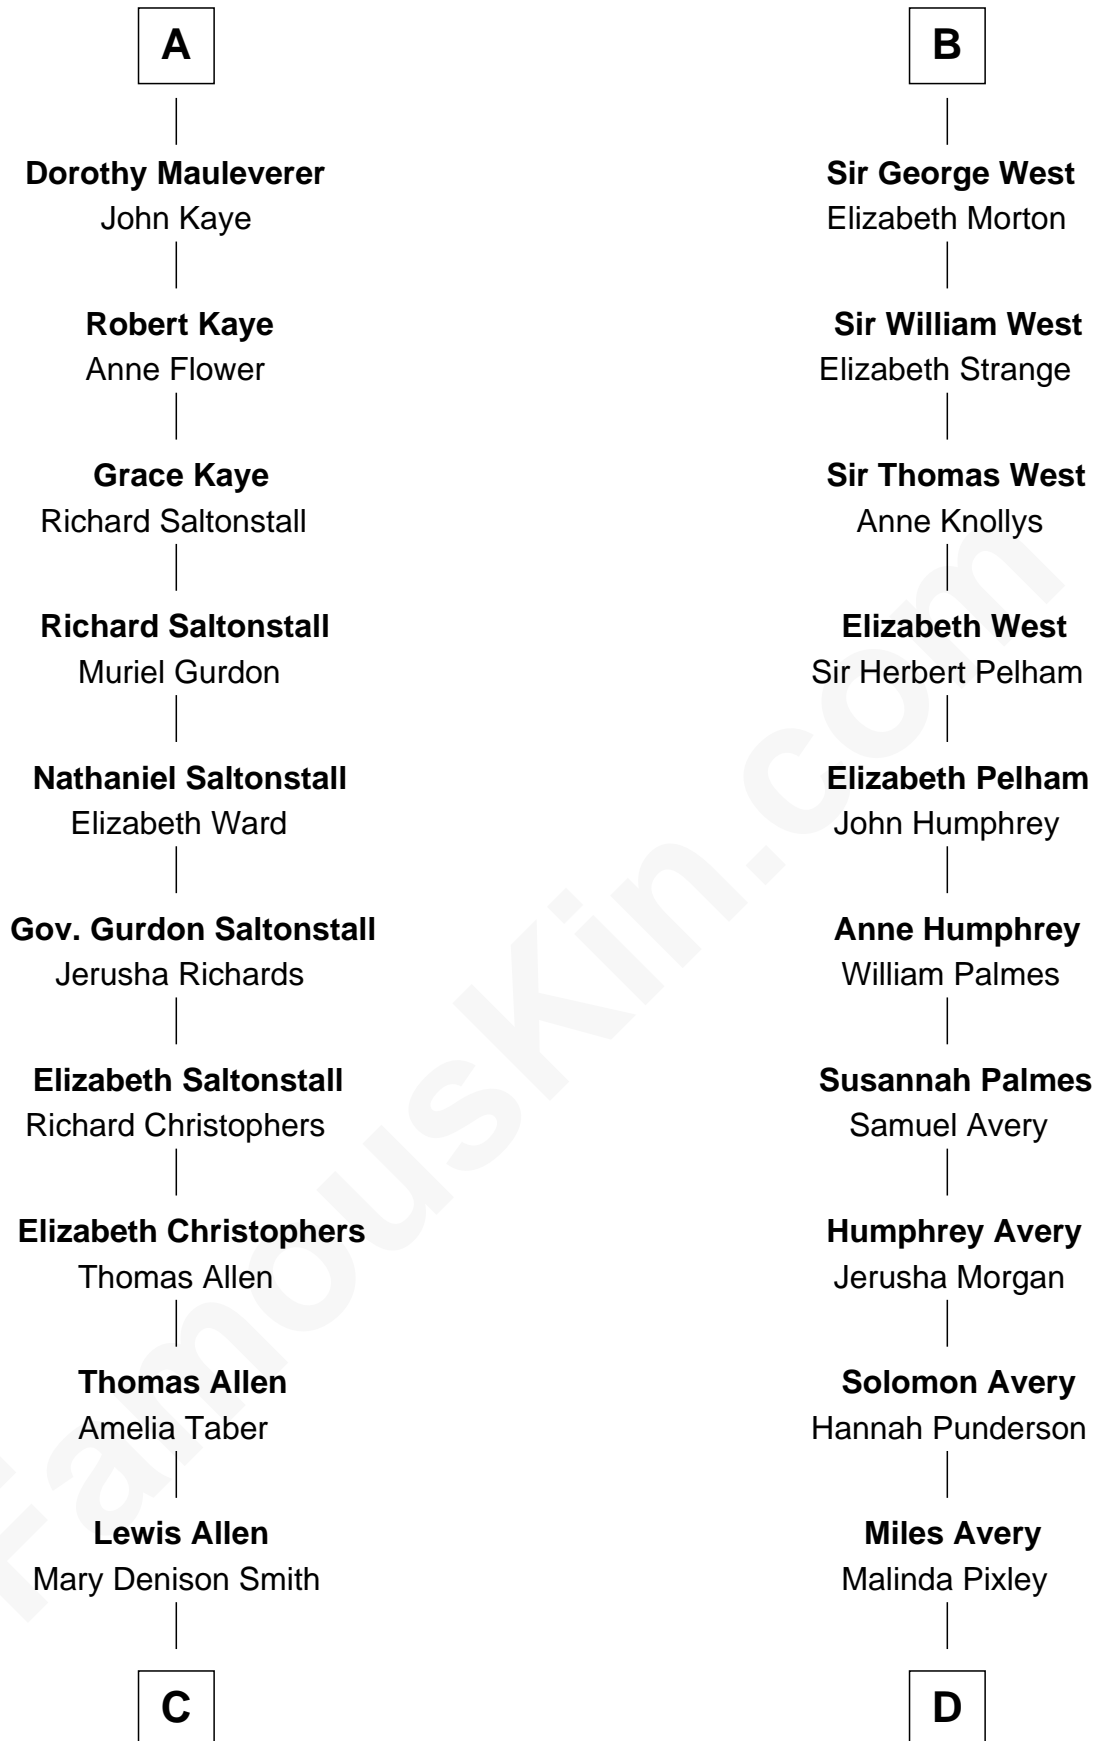 A
Dorothy Mauleverer
John Kaye
Robert Kaye
Anne Flower
Grace Kaye
Richard Saltonstall
Richard Saltonstall
Muriel Gurdon
Nathaniel Saltonstall
Elizabeth Ward
Gov. Gurdon Saltonstall
Jerusha Richards
Elizabeth Saltonstall
Richard Christophers
Elizabeth Christophers
Thomas Allen
Thomas Allen
Amelia Taber
Lewis Allen
Mary Denison Smith
C
B
Sir George West
Elizabeth Morton
Sir William West
Elizabeth Strange
Sir Thomas West
Anne Knollys
Elizabeth West
Sir Herbert Pelham
Elizabeth Pelham
John Humphrey
Anne Humphrey
William Palmes
Susannah Palmes
Samuel Avery
Humphrey Avery
Jerusha Morgan
Solomon Avery
Hannah Punderson
Miles Avery
Malinda Pixley
D
FamousKin.com